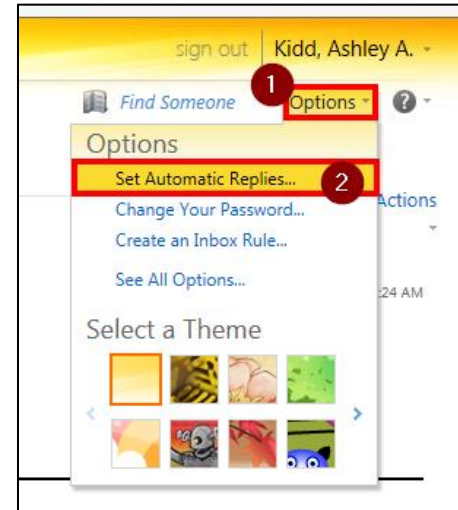 sign out | Kidd, Ashley A.
1
Find Someone Options ?
Options
Set Automatic Replies... 2
Change Your Password... Actions
Create an Inbox Rule...
See All Options... :24 AM
Select a Theme